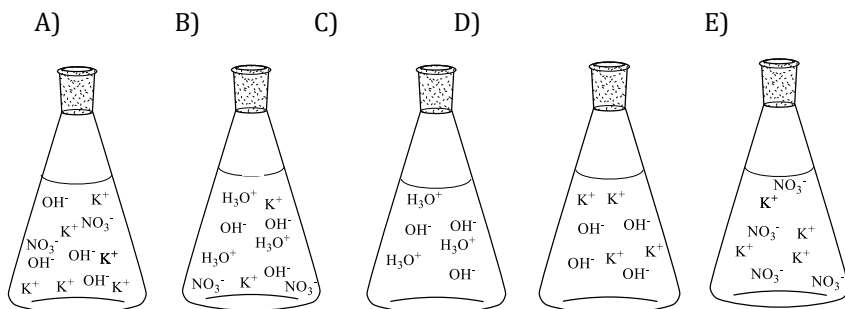 A) B) C) D) E)
OH⁻ K⁺
K⁺ NO₃⁻
NO₃⁻
OH⁻ OH⁻ K⁺
K⁺ K⁺ OH⁻ K⁺
H₃O⁺ K⁺
OH⁻ OH⁻
H₃O⁺
H₃O⁺
OH⁻
NO₃⁻ K⁺ NO₃⁻
H₃O⁺
OH⁻ OH⁻
H₃O⁺
H₃O⁺
OH⁻
K⁺ K⁺
OH⁻ OH⁻
K⁺
OH⁻ K⁺
OH⁻
NO₃⁻
K⁺
NO₃⁻ K⁺
K⁺ K⁺
NO₃⁻ NO₃⁻